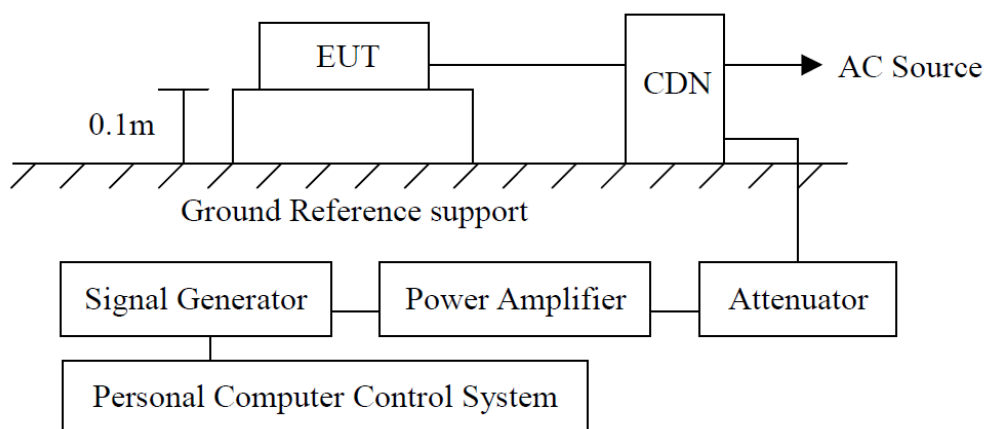 EUT
CDN
AC Source
0.1m
Ground Reference support
Signal Generator
Power Amplifier
Attenuator
Personal Computer Control System